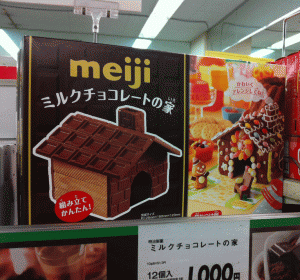 meiji
ミルクチョコレートの家
組み立て
かんたん!
ミルクチョコレートの家
12個入
1,000円